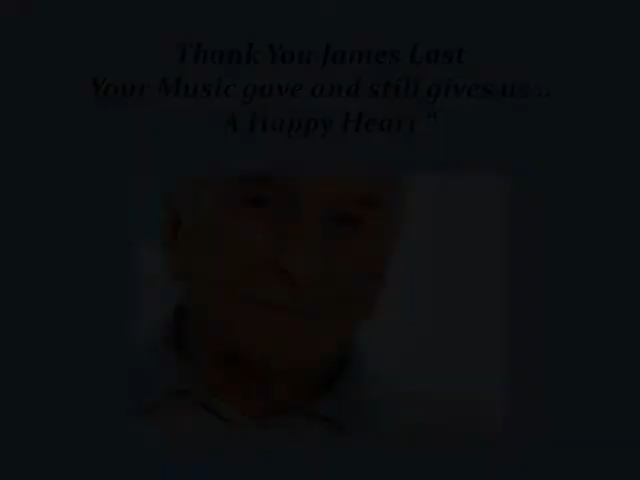 Thank You James Last
Your Music gave and still gives us...
A Happy Heart "